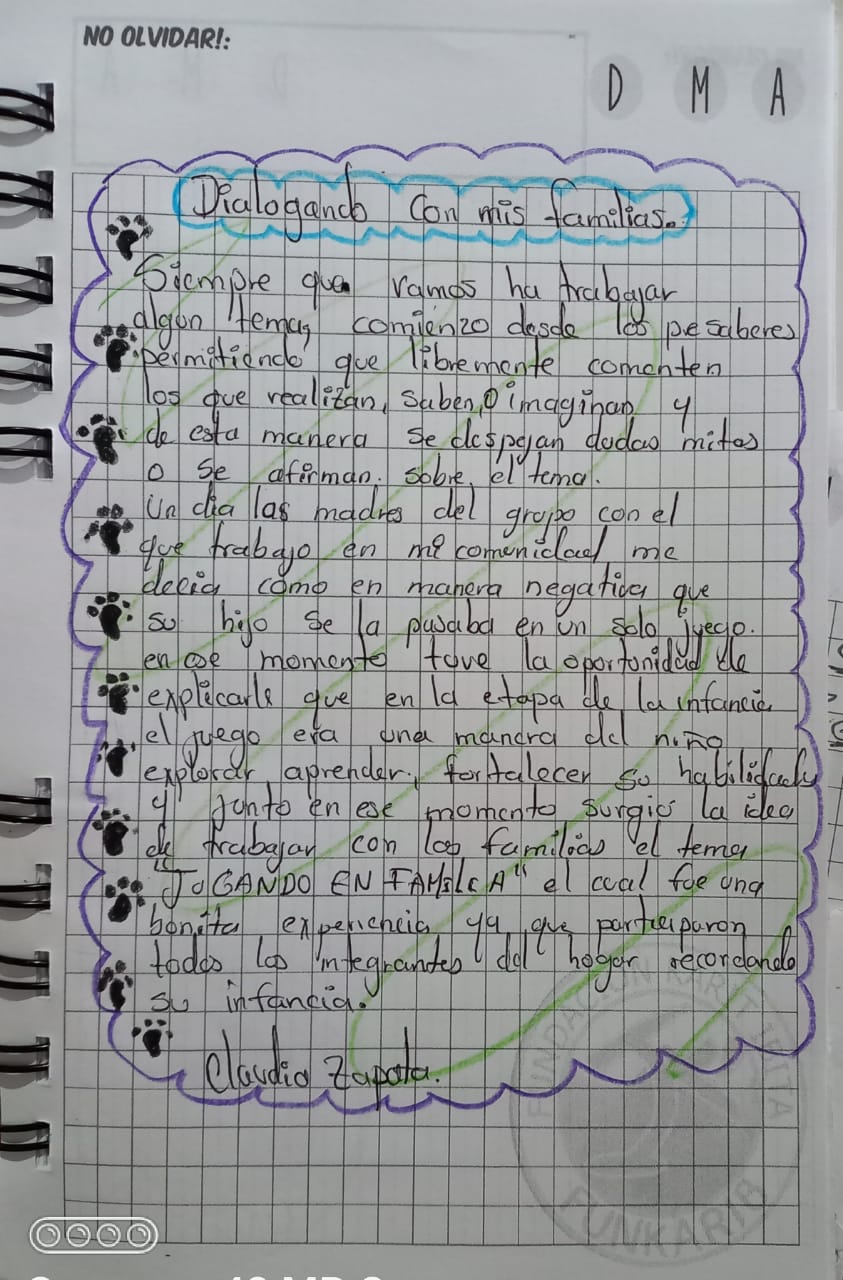 NO OLVIDAR!:
D M A
Dialogando Con mis familias.
Siempre que vamos ha trabajar
algun tema, comienzo desde los presaberes
permitiendo que libremente comenten
los que realizan, saben, o imaginan y
de esta manera se despejan dudas mitos
o se afirman. sobre el tema.
Un dia las madres del grupo con el
que trabajo en mi comunidad me
decia como en manera negativa que
su hijo se la pasaba en un solo juego.
en ese momento tuve la oportunidad de
explicarle que en la etapa de la infancia
el juego era una manera del niño
explorar, aprender, fortalecer su habilidades
y junto en ese momento surgio la idea
de trabajar con las familias el tema
"JUGANDO EN FAMILIA" el cual fue una
bonita experiencia ya que participaron
todos los integrantes del hogar recordando
su infancia.
Claudia Zapata.
FUNDACION KARIT
FUNKARIB